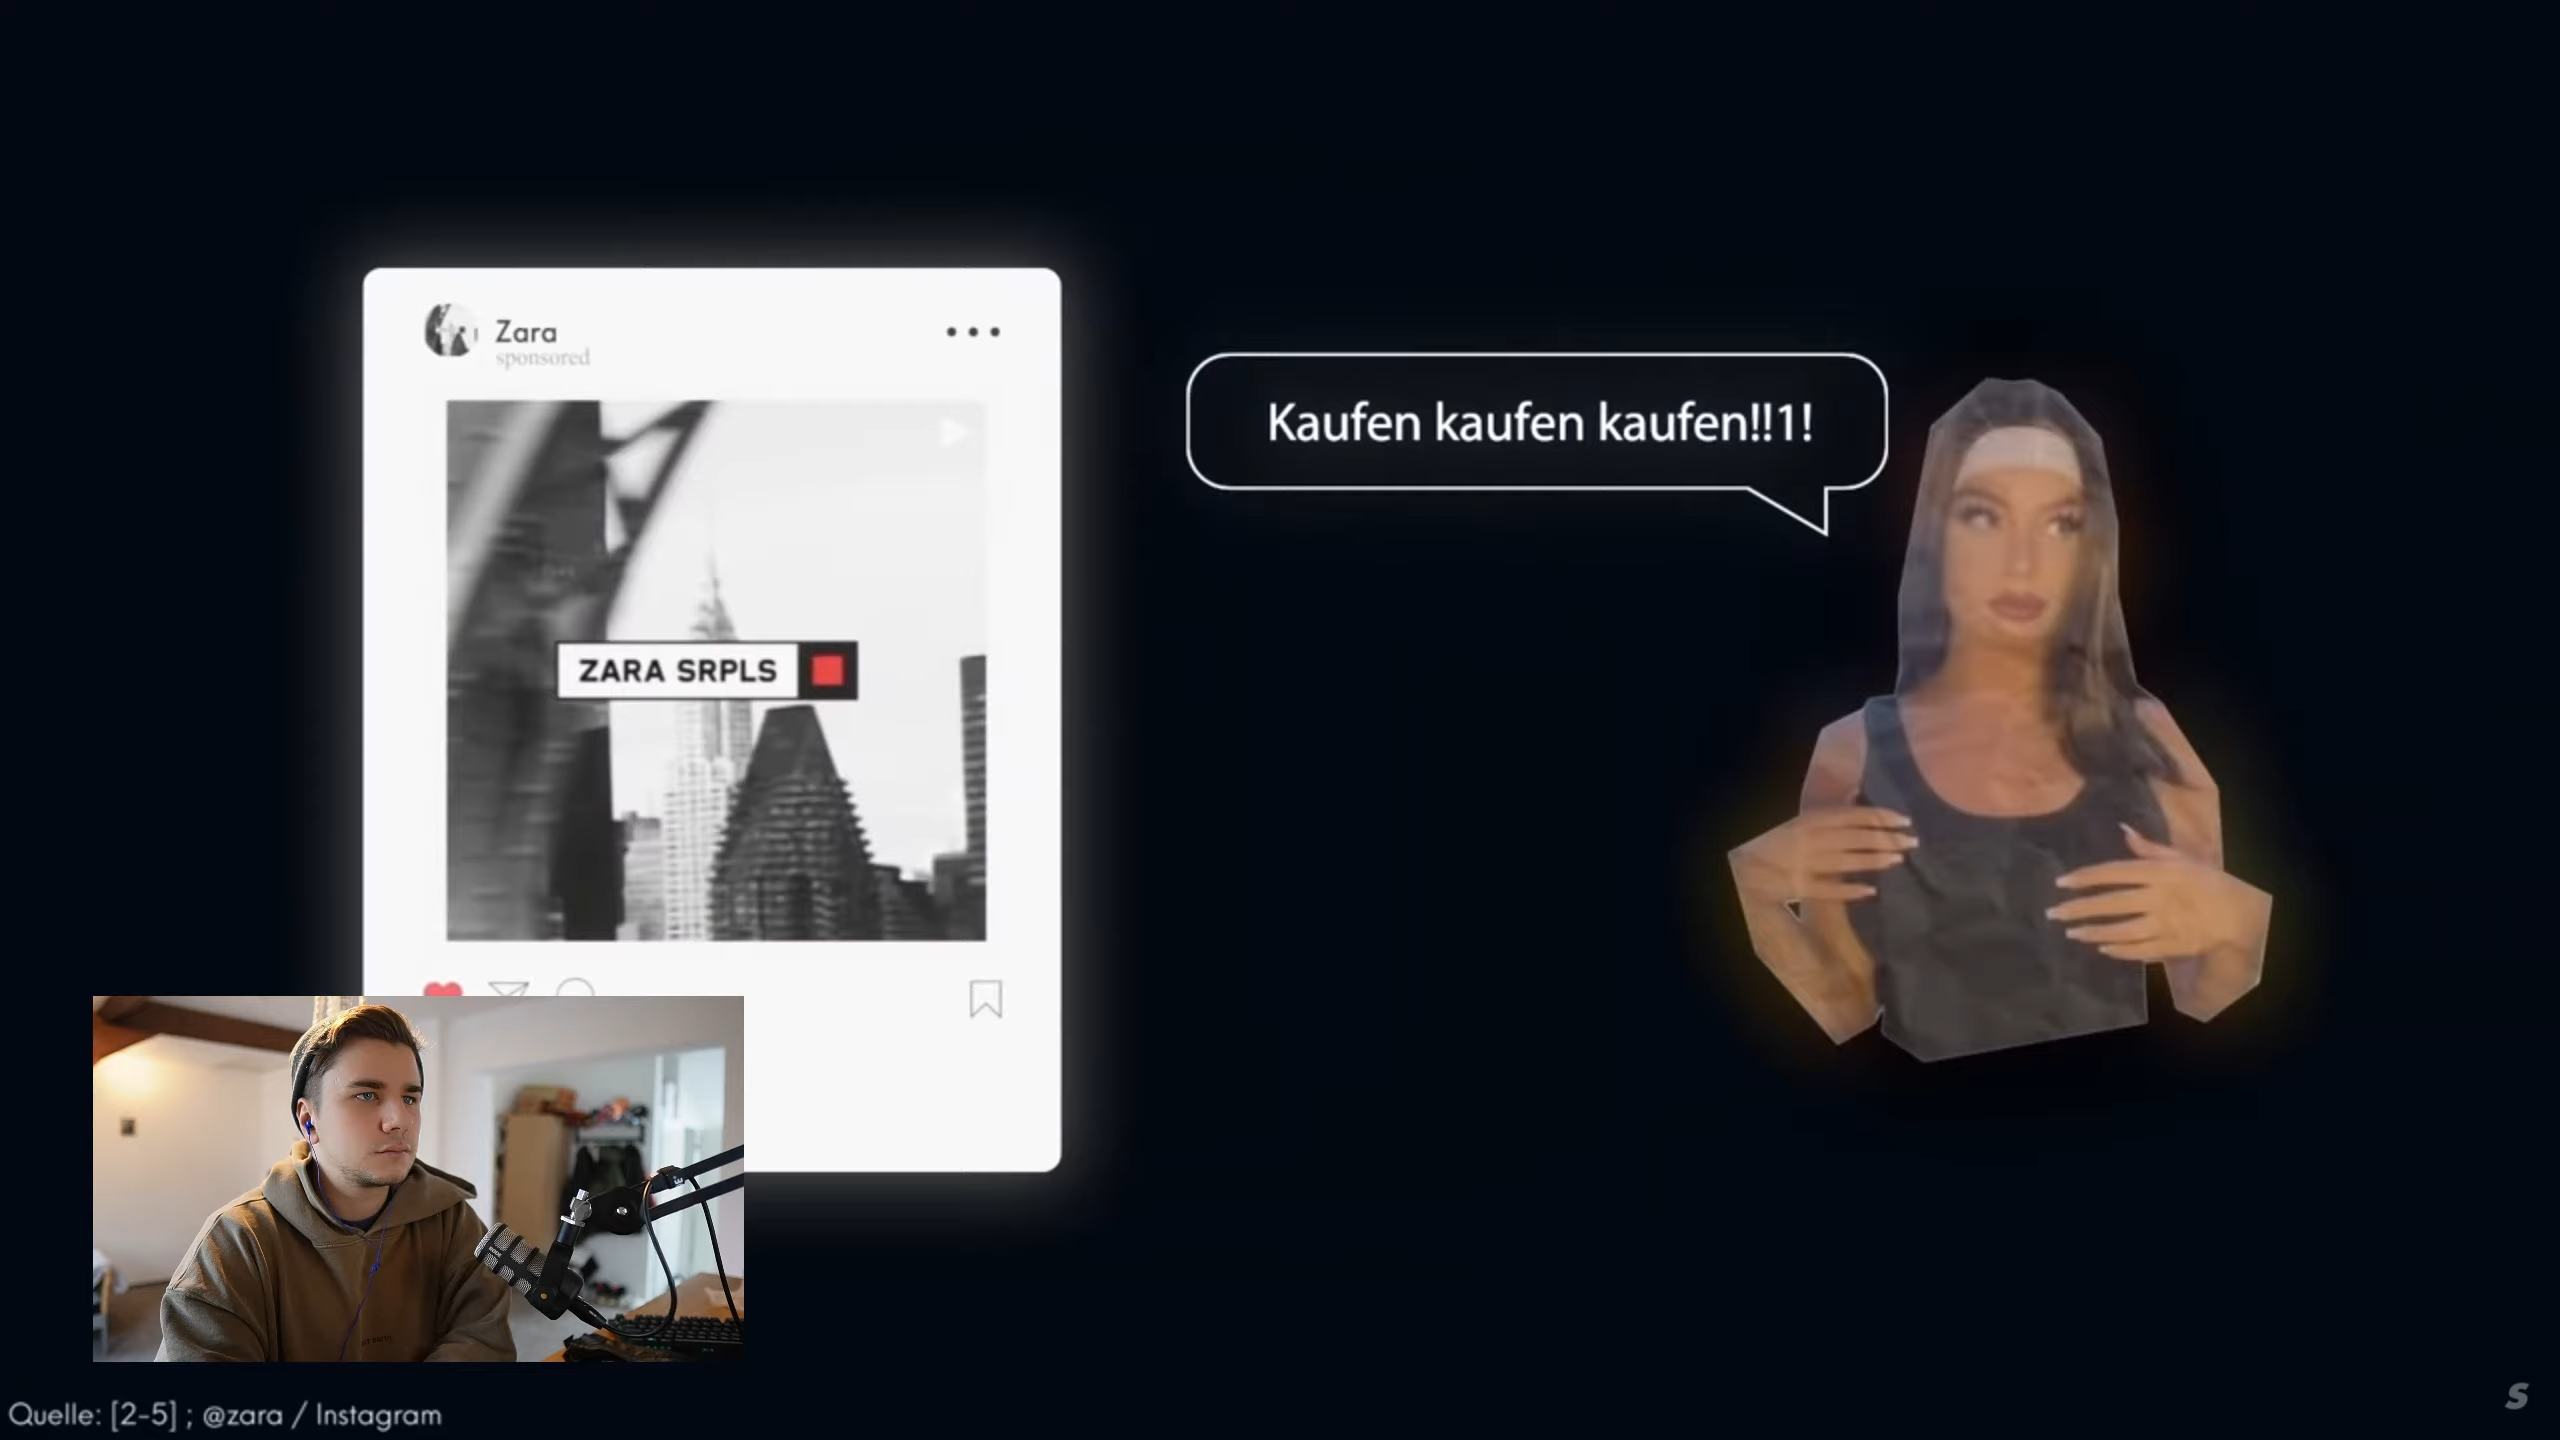 Zara
sponsored
Kaufen kaufen kaufen!!1!
ZARA SRPLS
Quelle: [2-5] ; @zara / Instagram
S